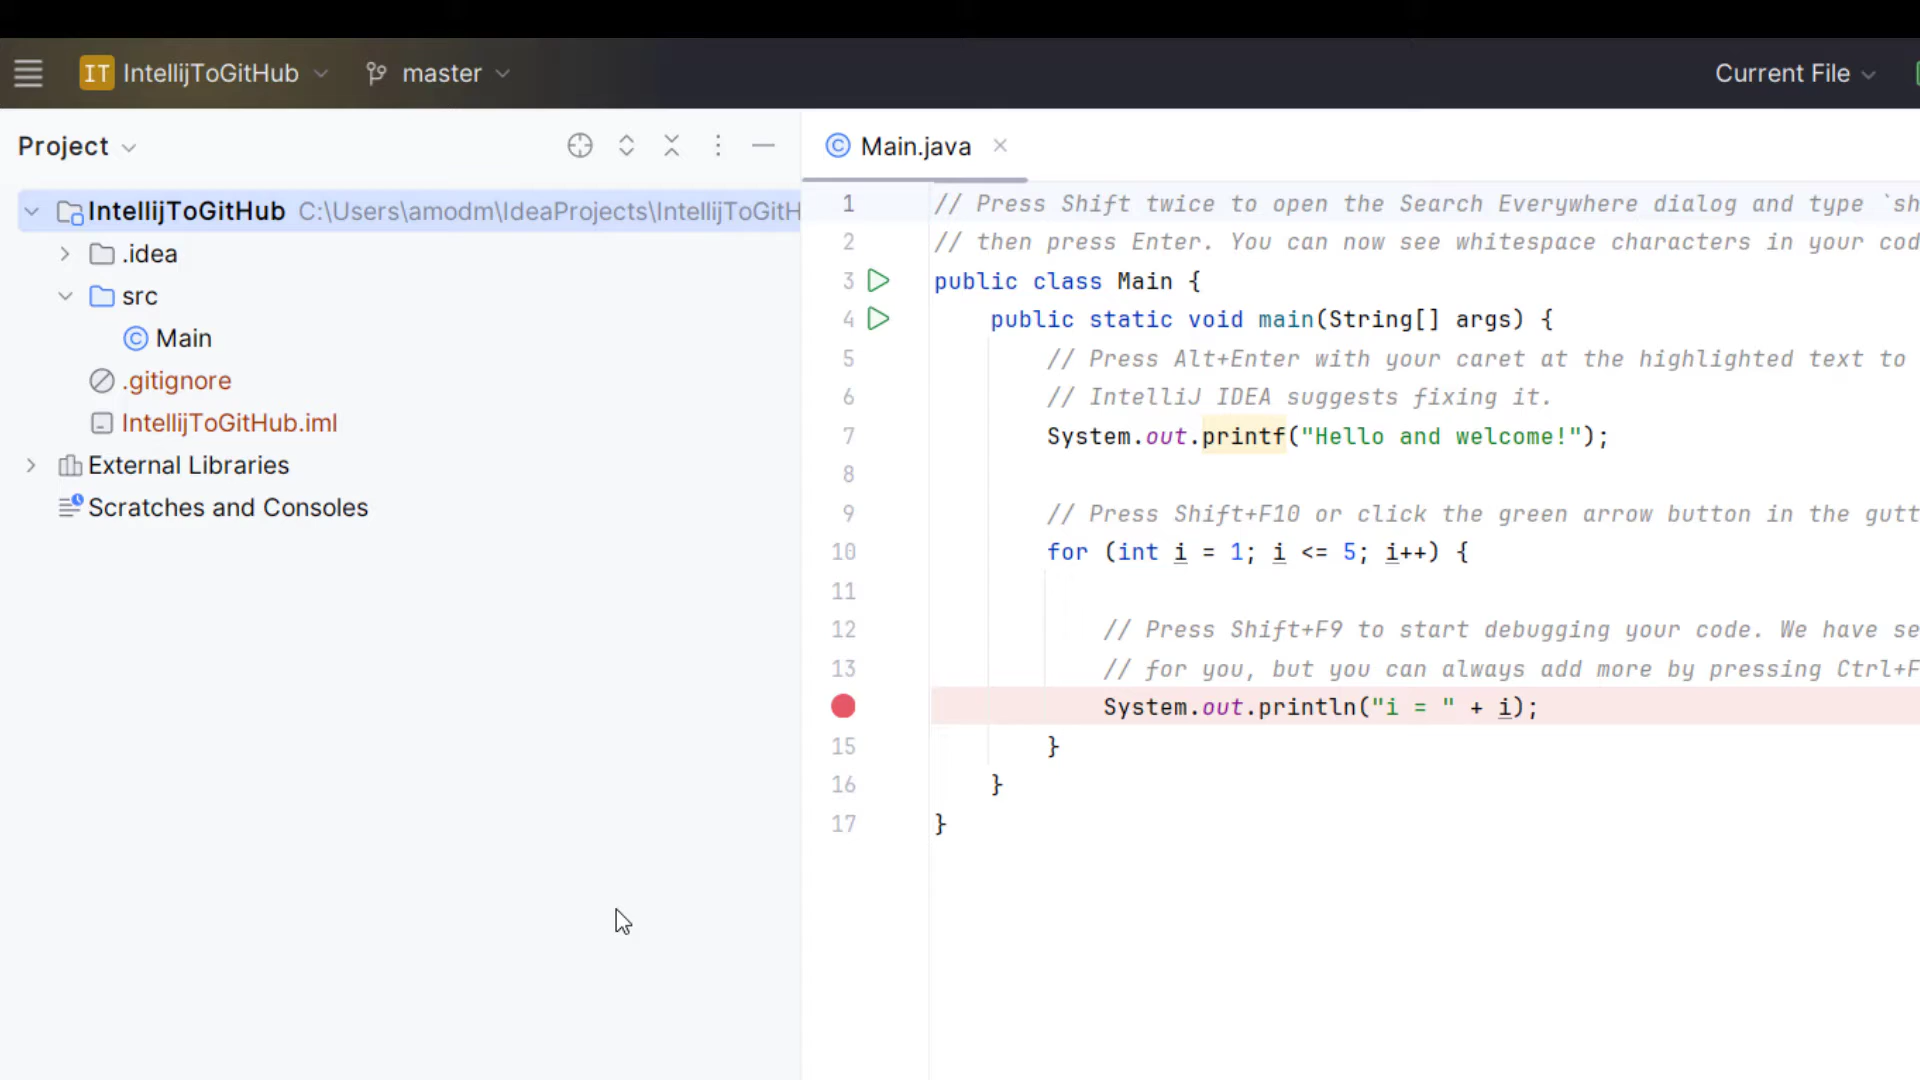 IT IntellijToGitHub master Current File
Project
IntellijToGitHub C:\Users\amodm\IdeaProjects\IntellijToGitH
.idea
src
Main
.gitignore
IntellijToGitHub.iml
External Libraries
Scratches and Consoles
Main.java
1 // Press Shift twice to open the Search Everywhere dialog and type `sh
2 // then press Enter. You can now see whitespace characters in your cod
3 public class Main {
4 public static void main(String[] args) {
5 // Press Alt+Enter with your caret at the highlighted text to
6 // IntelliJ IDEA suggests fixing it.
7 System.out.printf("Hello and welcome!");
8
9 // Press Shift+F10 or click the green arrow button in the gutt
10 for (int i = 1; i <= 5; i++) {
11
12 // Press Shift+F9 to start debugging your code. We have se
13 // for you, but you can always add more by pressing Ctrl+F
System.out.println("i = " + i);
15 }
16 }
17 }